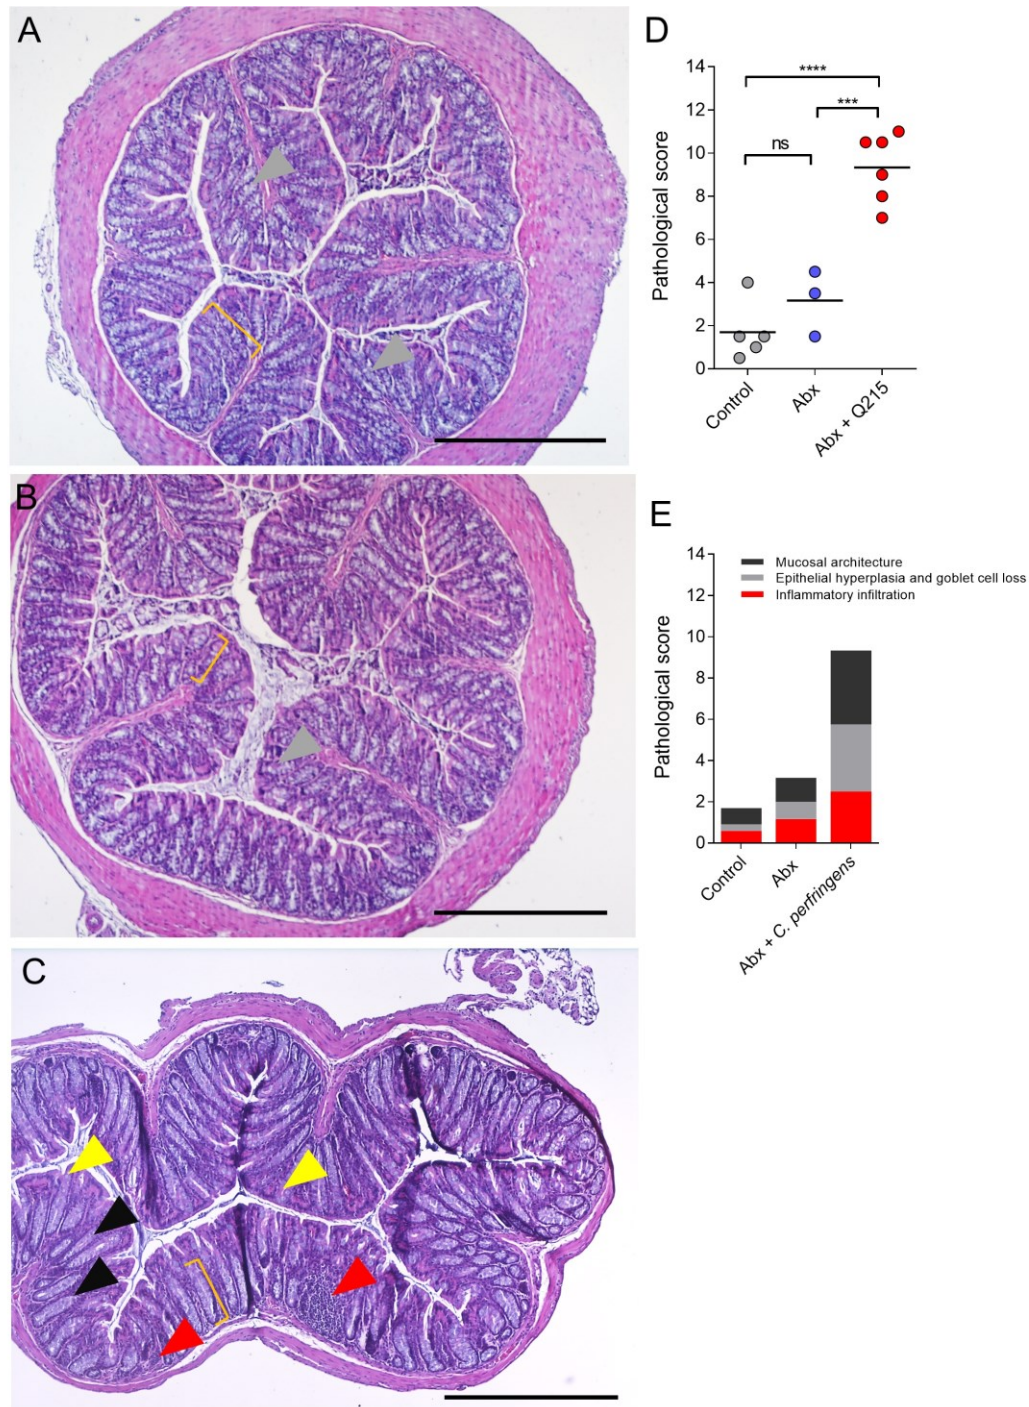 A
B
C
D
14
12
10
8
6
4
2
0
Pathological score
****
***
ns
Control
Abx
Abx + Q215
E
14
12
10
8
6
4
2
0
Pathological score
Mucosal architecture
Epithelial hyperplasia and goblet cell loss
Inflammatory infiltration
Control
Abx
Abx + C. perfringens